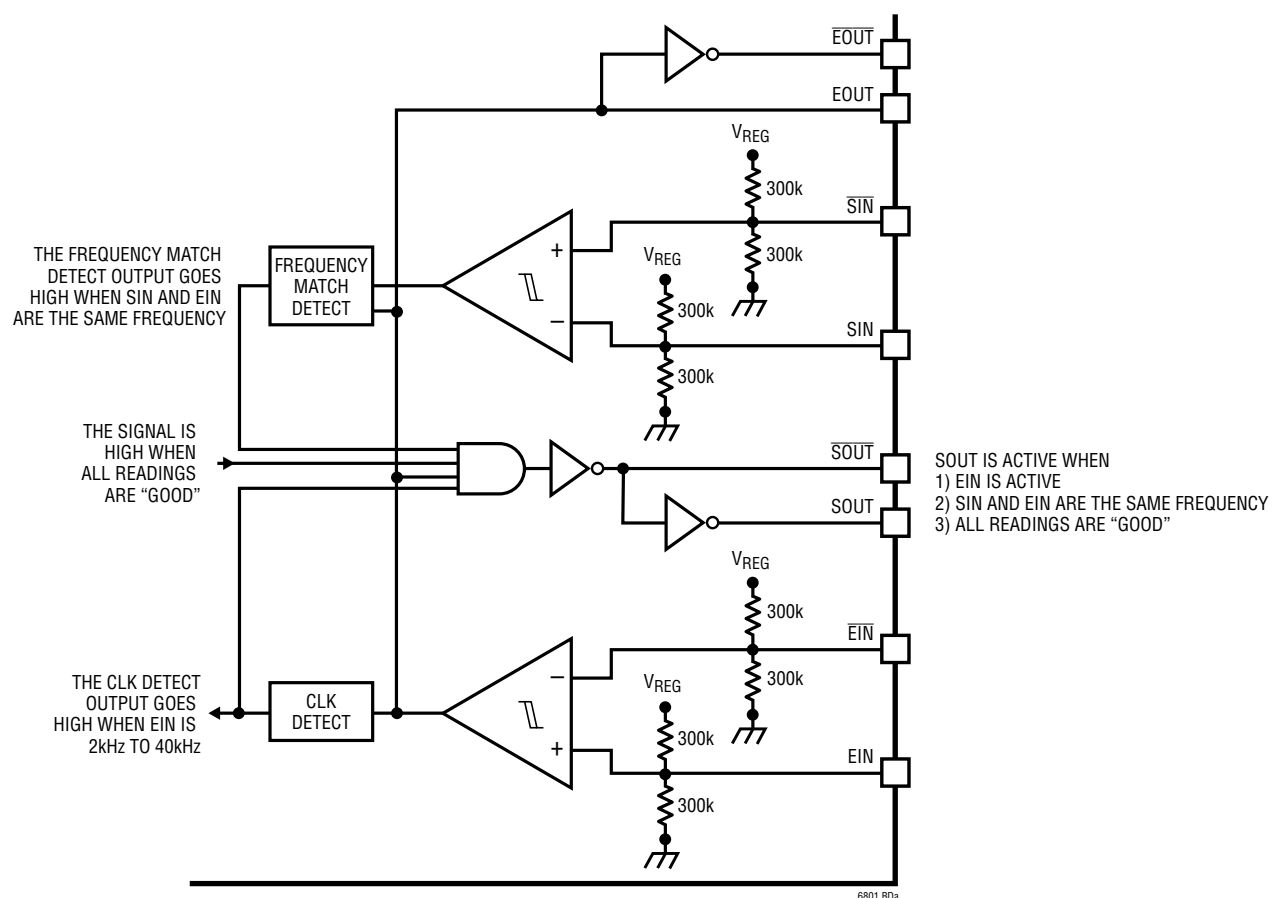 EOUT
EOUT
VREG
300k
SIN
300k
VREG
300k
SIN
300k
THE FREQUENCY MATCH
DETECT OUTPUT GOES
HIGH WHEN SIN AND EIN
ARE THE SAME FREQUENCY
FREQUENCY
MATCH
DETECT
+
−
THE SIGNAL IS
HIGH WHEN
ALL READINGS
ARE “GOOD”
SOUT
SOUT
SOUT IS ACTIVE WHEN
1) EIN IS ACTIVE
2) SIN AND EIN ARE THE SAME FREQUENCY
3) ALL READINGS ARE “GOOD”
VREG
300k
EIN
300k
VREG
300k
EIN
300k
THE CLK DETECT
OUTPUT GOES
HIGH WHEN EIN IS
2kHz TO 40kHz
CLK
DETECT
−
+
6801 BDa